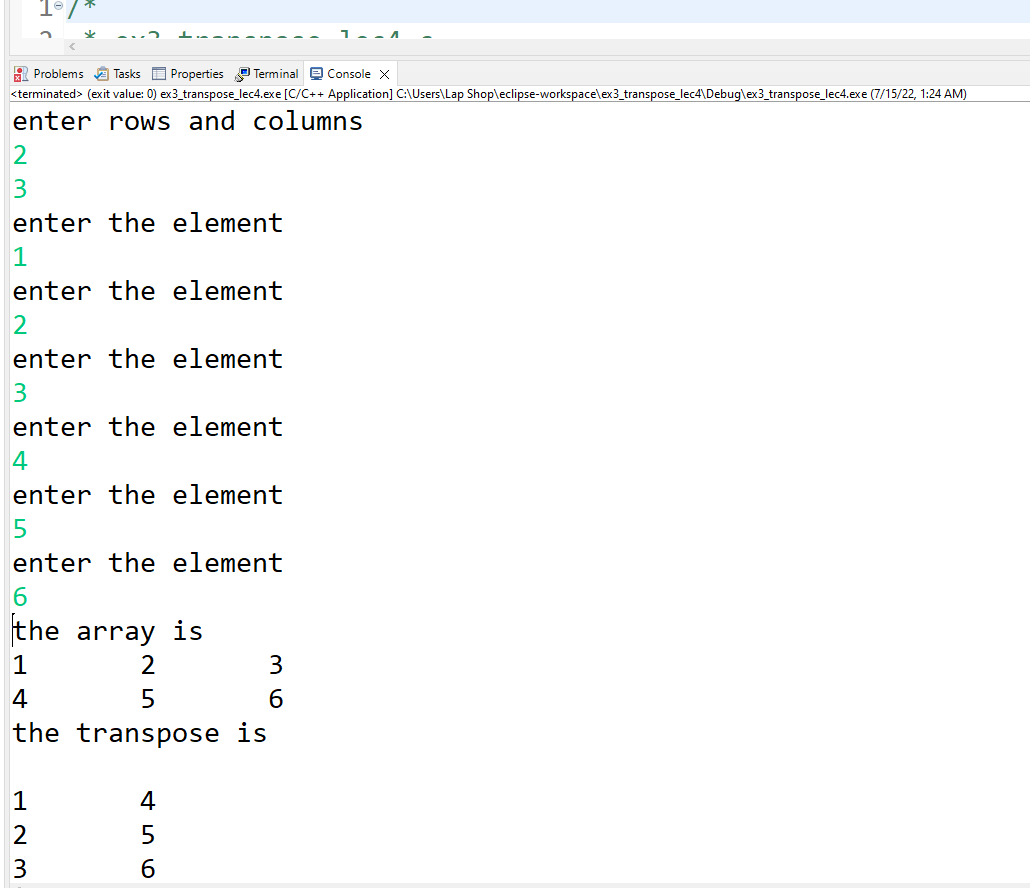 1 /*
Problems Tasks Properties Terminal Console
<terminated> (exit value: 0) ex3_transpose_lec4.exe [C/C++ Application] C:\Users\Lap Shop\eclipse-workspace\ex3_transpose_lec4\Debug\ex3_transpose_lec4.exe (7/15/22, 1:24 AM)
enter rows and columns
2
3
enter the element
1
enter the element
2
enter the element
3
enter the element
4
enter the element
5
enter the element
6
the array is
1 2 3
4 5 6
the transpose is
1 4
2 5
3 6